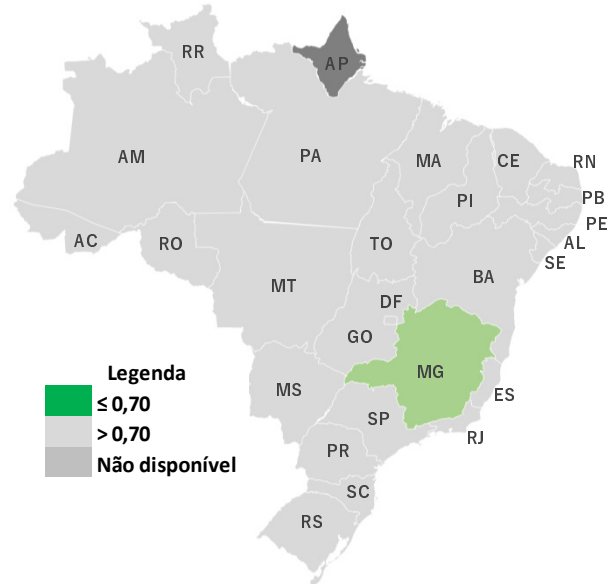 RR
AP
AM
PA
MA
CE
RN
PI
PB
PE
AC
RO
TO
AL
SE
MT
BA
DF
GO
MG
MS
ES
SP
RJ
PR
SC
RS
Legenda
≤ 0,70
> 0,70
Não disponível